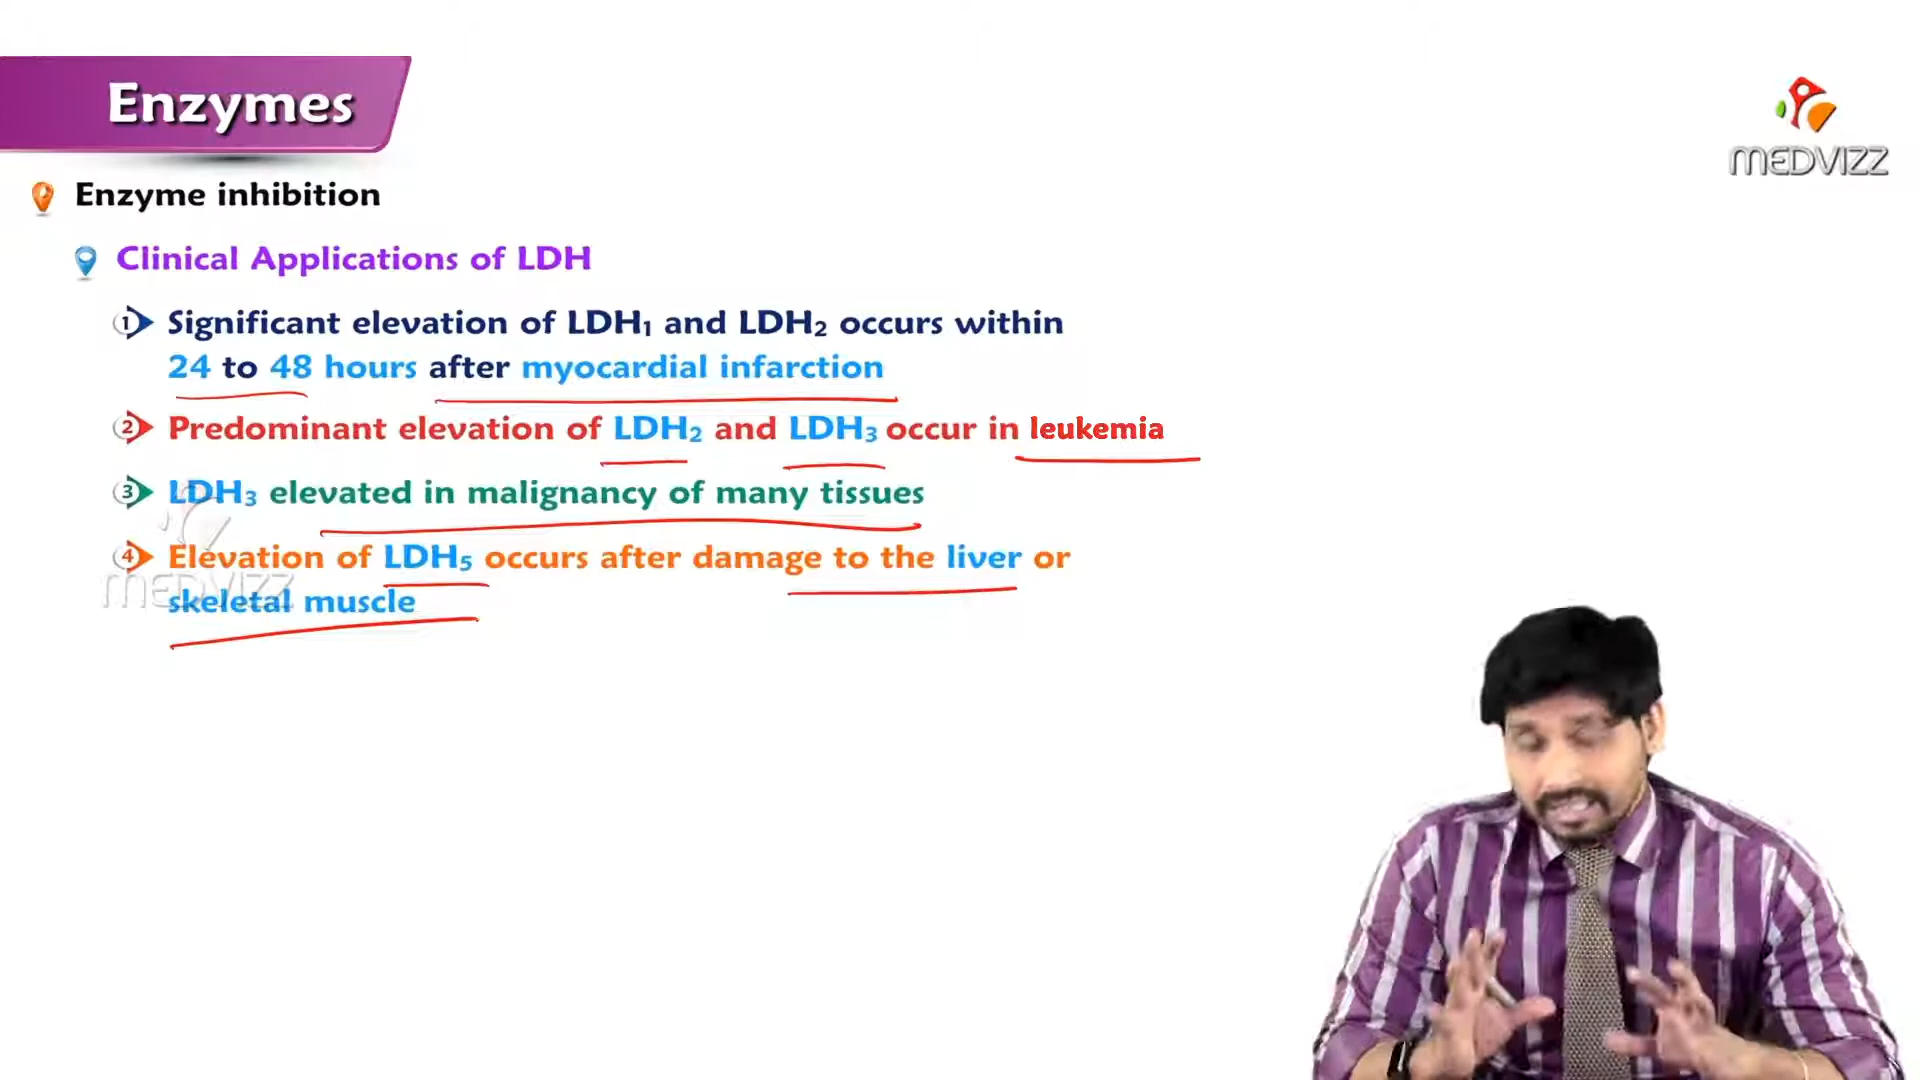 Enzymes
MEDVIZZ
Enzyme inhibition
Clinical Applications of LDH
1 Significant elevation of LDH₁ and LDH₂ occurs within
24 to 48 hours after myocardial infarction
2 Predominant elevation of LDH₂ and LDH₃ occur in leukemia
3 LDH₃ elevated in malignancy of many tissues
4 Elevation of LDH₅ occurs after damage to the liver or
MEDVIZZ
skeletal muscle